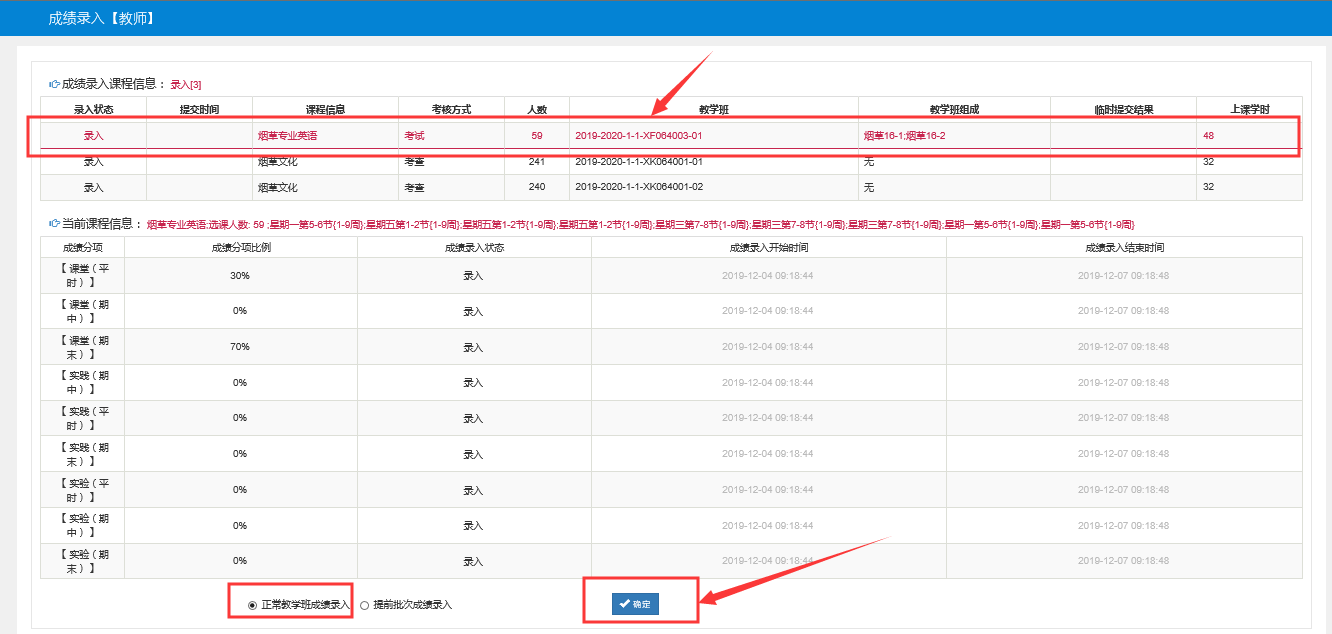 成绩录入【教师】
成绩录入课程信息： 录入[3]
录入状态 提交时间 课程信息 考核方式 人数 教学班 教学班组成 临时提交结果 上课学时
录入 烟草专业英语 考试 59 2019-2020-1-1-XF064003-01 烟草16-1;烟草16-2 48
录入 烟草文化 考查 241 2019-2020-1-1-XK064001-01 无 32
录入 烟草文化 考查 240 2019-2020-1-1-XK064001-02 无 32
当前课程信息： 烟草专业英语;选课人数: 59 ;星期一第5-6节{1-9周};星期五第1-2节{1-9周};星期五第1-2节{1-9周};星期五第1-2节{1-9周};星期三第7-8节{1-9周};星期三第7-8节{1-9周};星期三第7-8节{1-9周};星期一第5-6节{1-9周};星期一第5-6节{1-9周}
成绩分项 成绩分项比例 成绩录入状态 成绩录入开始时间 成绩录入结束时间
【 课堂（平
时）】 30% 录入 2019-12-04 09:18:44 2019-12-07 09:18:48
【 课堂（期
中）】 0% 录入 2019-12-04 09:18:44 2019-12-07 09:18:48
【 课堂（期
末）】 70% 录入 2019-12-04 09:18:44 2019-12-07 09:18:48
【 实践（期
中）】 0% 录入 2019-12-04 09:18:44 2019-12-07 09:18:48
【 实践（平
时）】 0% 录入 2019-12-04 09:18:44 2019-12-07 09:18:48
【 实践（期
末）】 0% 录入 2019-12-04 09:18:44 2019-12-07 09:18:48
【 实验（平
时）】 0% 录入 2019-12-04 09:18:44 2019-12-07 09:18:48
【 实验（期
中）】 0% 录入 2019-12-04 09:18:44 2019-12-07 09:18:48
【 实验（期
末）】 0% 录入 2019-12-04 09:18:44 2019-12-07 09:18:48
正常教学班成绩录入 提前批次成绩录入 确定